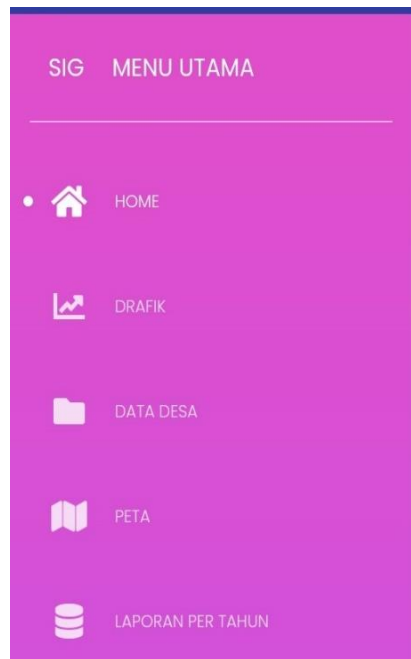 SIG MENU UTAMA
HOME
DRAFIK
DATA DESA
PETA
LAPORAN PER TAHUN